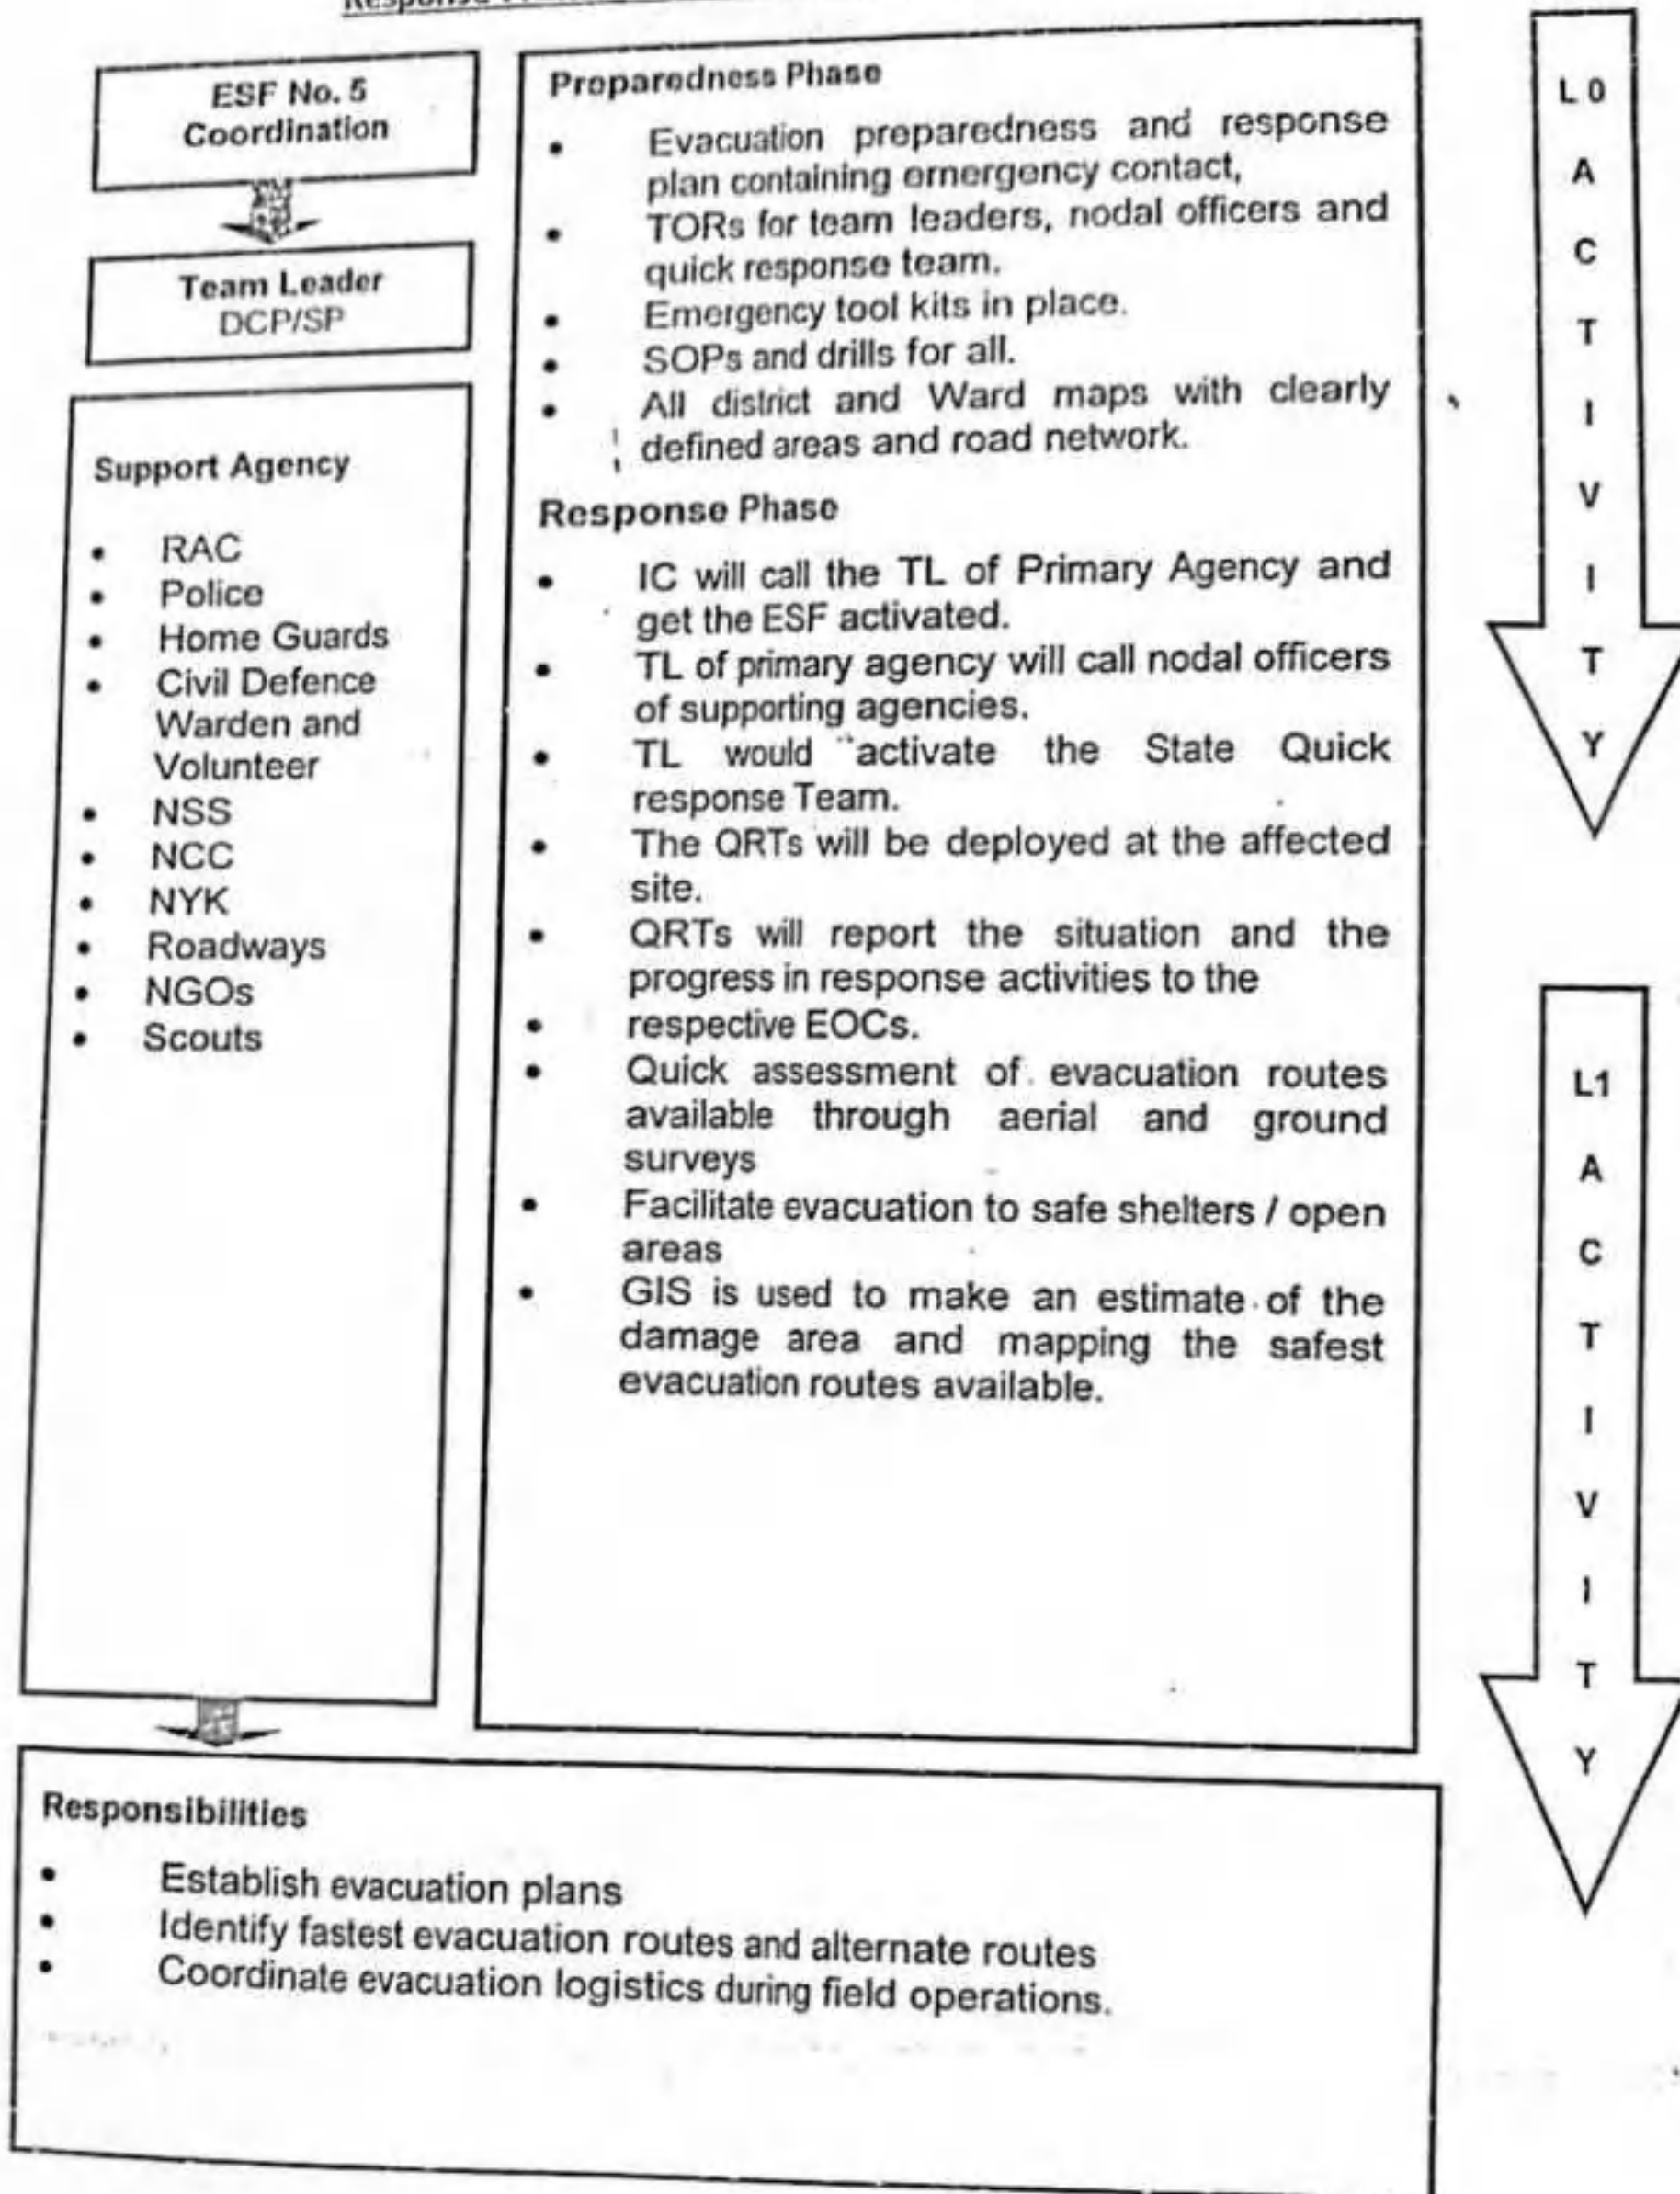 Response
ESF No. 5
Coordination
Team Leader
DCP/SP
Support Agency
• RAC
• Police
• Home Guards
• Civil Defence
Warden and
Volunteer
• NSS
• NCC
• NYK
• Roadways
• NGOs
• Scouts
Preparedness Phase
• Evacuation preparedness and response
plan containing emergency contact,
• TORs for team leaders, nodal officers and
quick response team.
• Emergency tool kits in place.
• SOPs and drills for all.
• All district and Ward maps with clearly
defined areas and road network.
Response Phase
• IC will call the TL of Primary Agency and
get the ESF activated.
• TL of primary agency will call nodal officers
of supporting agencies.
• TL would activate the State Quick
response Team.
• The QRTs will be deployed at the affected
site.
• QRTs will report the situation and the
progress in response activities to the
• respective EOCs.
• Quick assessment of evacuation routes
available through aerial and ground
surveys
• Facilitate evacuation to safe shelters / open
areas
• GIS is used to make an estimate of the
damage area and mapping the safest
evacuation routes available.
L 0
A
C
T
I
V
I
T
Y
L1
A
C
T
I
V
I
T
Y
Responsibilities
• Establish evacuation plans
• Identify fastest evacuation routes and alternate routes
• Coordinate evacuation logistics during field operations.